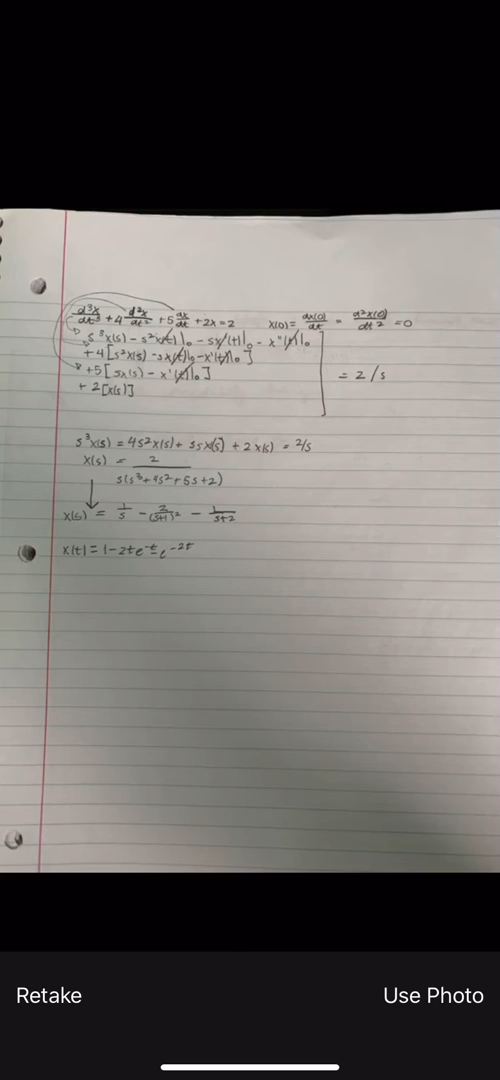 d³x/dt³ + 4 d²x/dt² + 5 dx/dt + 2x = 2 x(0) = dx(0)/dt = d²x(0)/dt² = 0
s³x(s) - s²x(t)|₀ - sx'(t)|₀ - x''(t)|₀
+ 4[s²x(s) - sx(t)|₀ - x'(t)|₀]
+5[sx(s) - x'(t)|₀] = 2/s
+ 2[x(s)]
s³x(s) = 4s²x(s) + 5sx(s) + 2x(s) = 2/s
x(s) = 2/s(s³+4s²+5s+2)
x(s) = 1/s - 2/(s+1)² - 1/s+2
x(t) = 1-2te^-t - e^-2t
Retake Use Photo